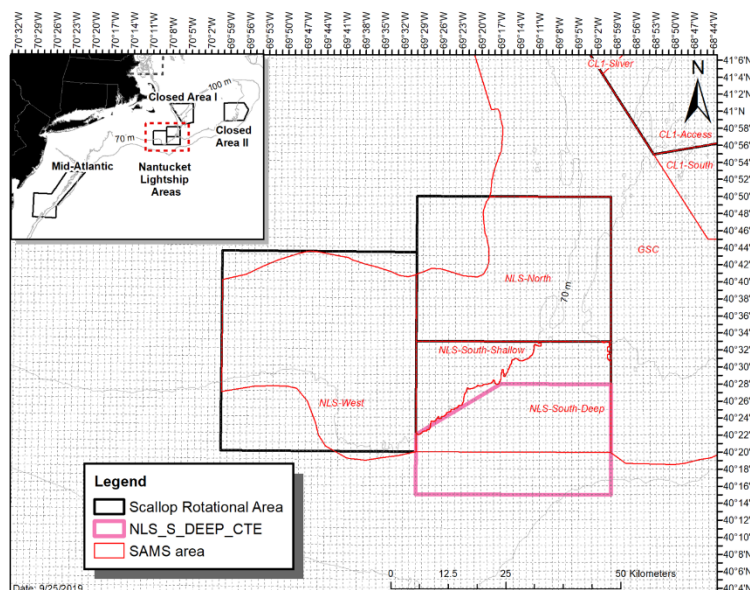 70°32'W
70°29'W
70°26'W
70°23'W
70°20'W
70°17'W
70°14'W
70°11'W
70°8'W
70°5'W
70°2'W
69°59'W
69°56'W
69°53'W
69°50'W
69°47'W
69°44'W
69°41'W
69°38'W
69°35'W
69°32'W
69°29'W
69°26'W
69°23'W
69°20'W
69°17'W
69°14'W
69°11'W
69°8'W
69°5'W
69°2'W
68°59'W
68°56'W
68°53'W
68°50'W
68°47'W
68°44'W
41°6'N
41°4'N
41°2'N
41°0'N
40°58'N
40°56'N
40°54'N
40°52'N
40°50'N
40°48'N
40°46'N
40°44'N
40°42'N
40°40'N
40°38'N
40°36'N
40°34'N
40°32'N
40°30'N
40°28'N
40°26'N
40°24'N
40°22'N
40°20'N
40°18'N
40°16'N
40°14'N
40°12'N
40°10'N
40°8'N
40°6'N
40°4'N
N
CL1-Sliver
CL1-Access
CL1-South
GSC
100 m
Closed Area I
70 m
Closed
Area II
Mid-Atlantic
Nantucket
Lightship
Areas
NLS-North
70 m
NLS-South-Shallow
NLS-West
NLS-South-Deep
Legend
Scallop Rotational Area
NLS_S_DEEP_CTE
SAMS area
0 12.5 25 50 Kilometers
Date: 9/25/2019